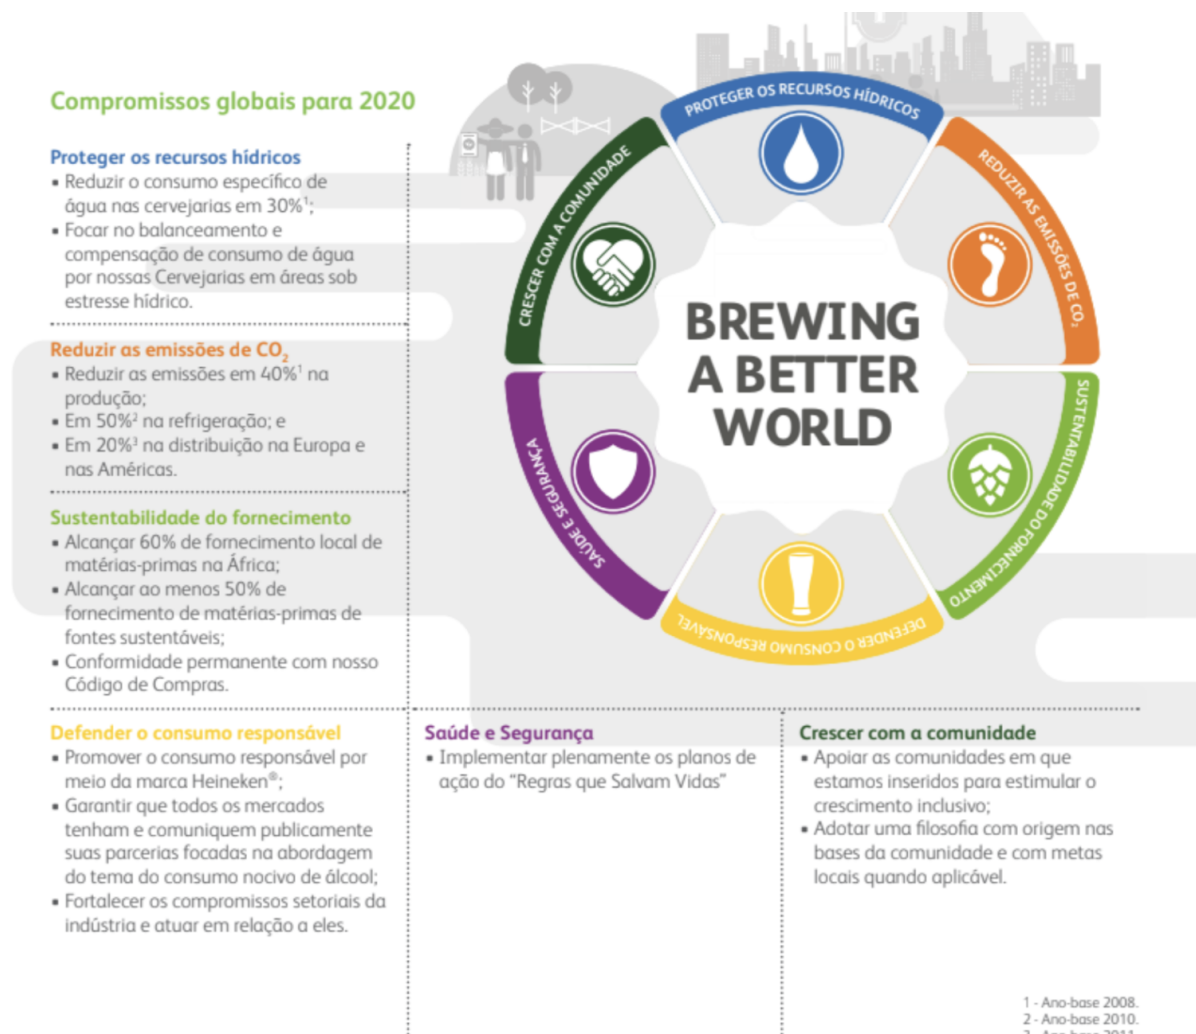 Compromissos globais para 2020
Proteger os recursos hídricos
▪ Reduzir o consumo específico de
água nas cervejarias em 30%¹;
▪ Focar no balanceamento e
compensação de consumo de água
por nossas Cervejarias em áreas sob
estresse hídrico.
Reduzir as emissões de CO₂
▪ Reduzir as emissões em 40%¹ na
produção;
▪ Em 50%² na refrigeração; e
▪ Em 20%³ na distribuição na Europa e
nas Américas.
Sustentabilidade do fornecimento
▪ Alcançar 60% de fornecimento local de
matérias-primas na África;
▪ Alcançar ao menos 50% de
fornecimento de matérias-primas de
fontes sustentáveis;
▪ Conformidade permanente com nosso
Código de Compras.
PROTEGER OS RECURSOS HÍDRICOS
REDUZIR AS EMISSÕES DE CO₂
SUSTENTABILIDADE DO FORNECIMENTO
DEFENDER O CONSUMO RESPONSÁVEL
SAÚDE E SEGURANÇA
CRESCER COM A COMUNIDADE
BREWING
A BETTER
WORLD
Defender o consumo responsável
▪ Promover o consumo responsável por
meio da marca Heineken®;
▪ Garantir que todos os mercados
tenham e comuniquem publicamente
suas parcerias focadas na abordagem
do tema do consumo nocivo de álcool;
▪ Fortalecer os compromissos setoriais da
indústria e atuar em relação a eles.
Saúde e Segurança
▪ Implementar plenamente os planos de
ação do “Regras que Salvam Vidas”
Crescer com a comunidade
▪ Apoiar as comunidades em que
estamos inseridos para estimular o
crescimento inclusivo;
▪ Adotar uma filosofia com origem nas
bases da comunidade e com metas
locais quando aplicável.
1 - Ano-base 2008.
2 - Ano-base 2010.
3 - Ano-base 2011.